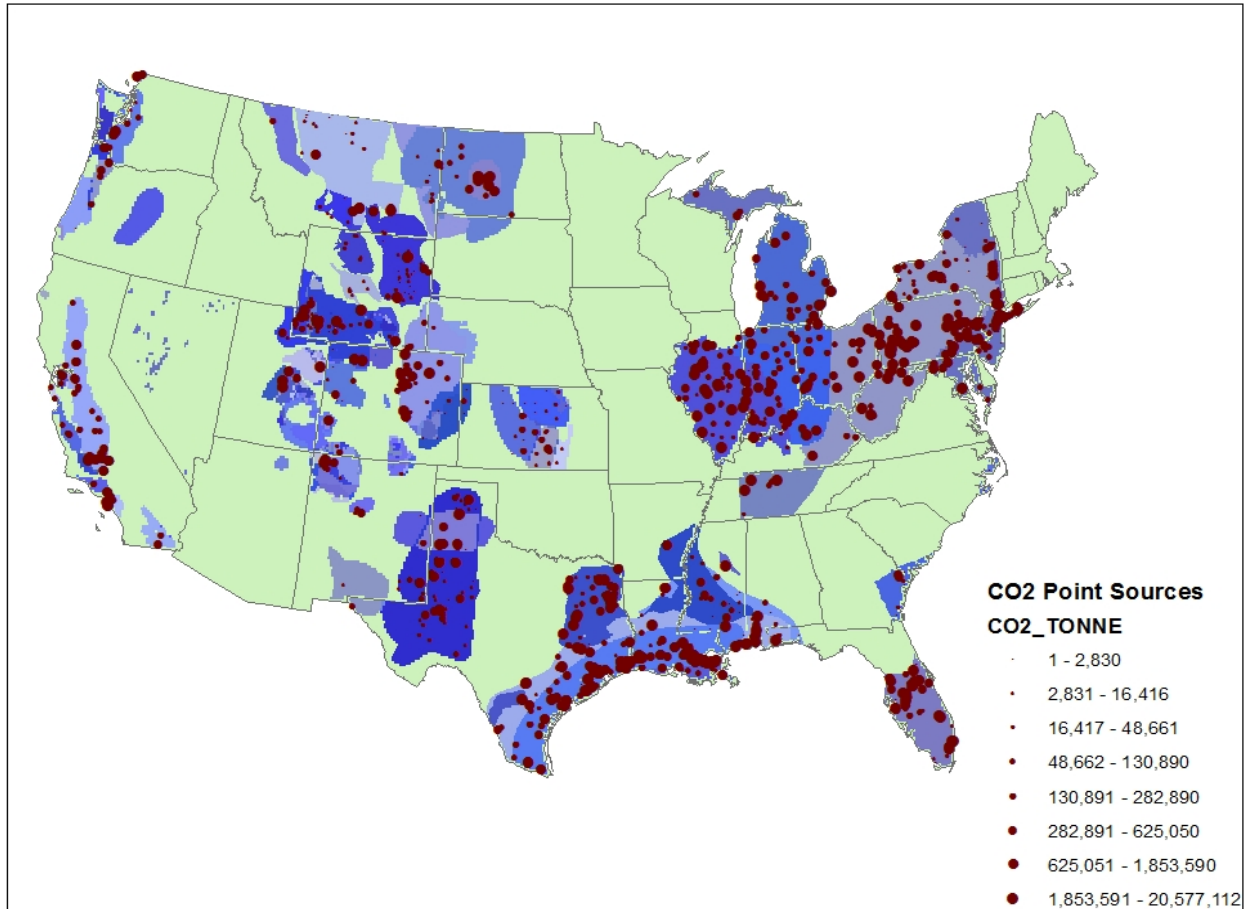 CO2 Point Sources
CO2_TONNE
1 - 2,830
2,831 - 16,416
16,417 - 48,661
48,662 - 130,890
130,891 - 282,890
282,891 - 625,050
625,051 - 1,853,590
1,853,591 - 20,577,112